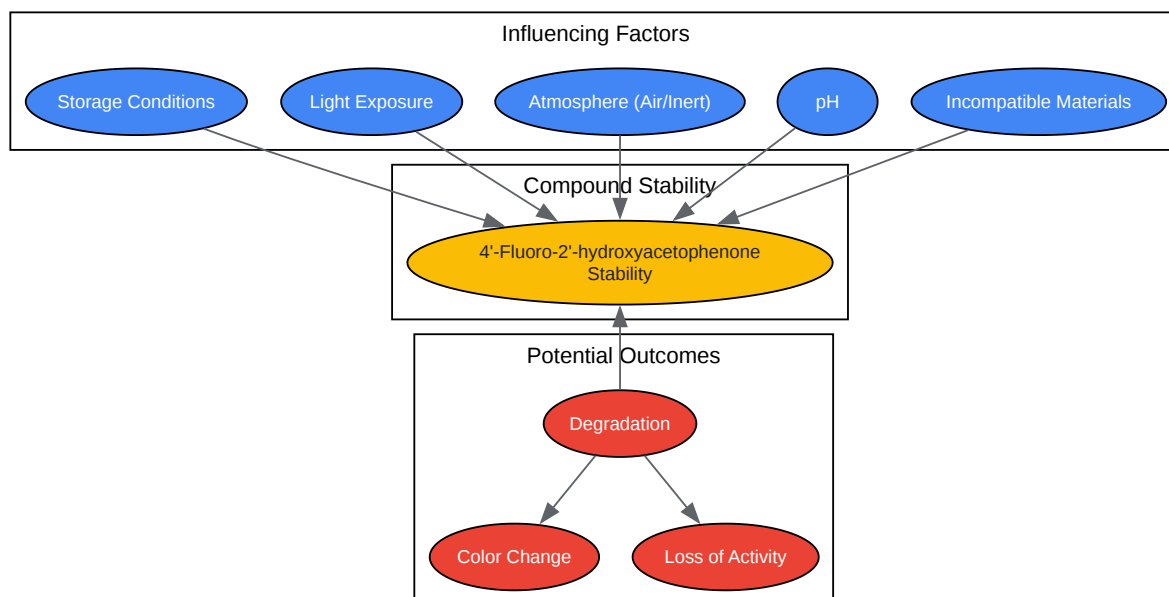 Influencing Factors
Storage Conditions
Light Exposure
Atmosphere (Air/Inert)
pH
Incompatible Materials
Compound Stability
4'-Fluoro-2'-hydroxyacetophenone
Stability
Potential Outcomes
Degradation
Color Change
Loss of Activity